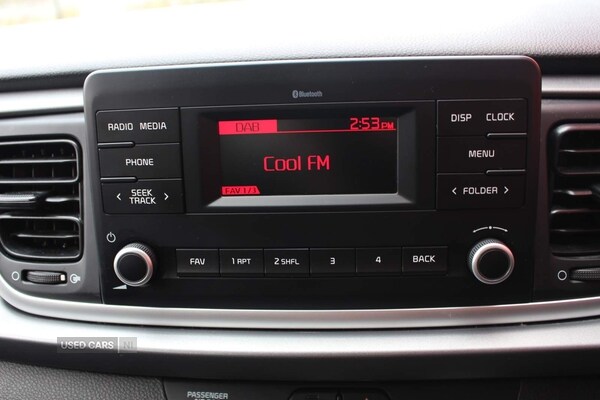 Bluetooth
RADIO MEDIA
DISP CLOCK
DAB 2:53 PM
PHONE
Cool FM
MENU
SEEK
TRACK
FAV 1/3
FOLDER
FAV 1 RPT 2 SHFL 3 4 BACK
USED CARS NI
PASSENGER